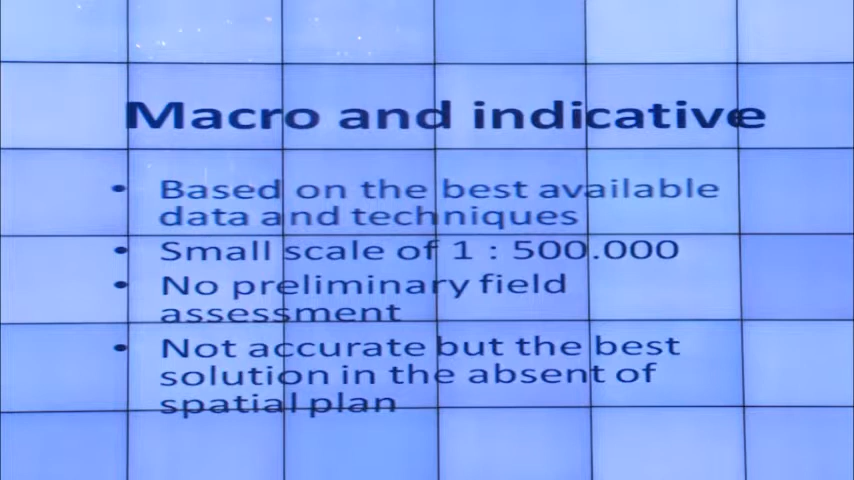 Macro and indicative
• Based on the best available
data and techniques
• Small scale of 1 : 500.000
• No preliminary field
assessment
• Not accurate but the best
solution in the absent of
spatial plan